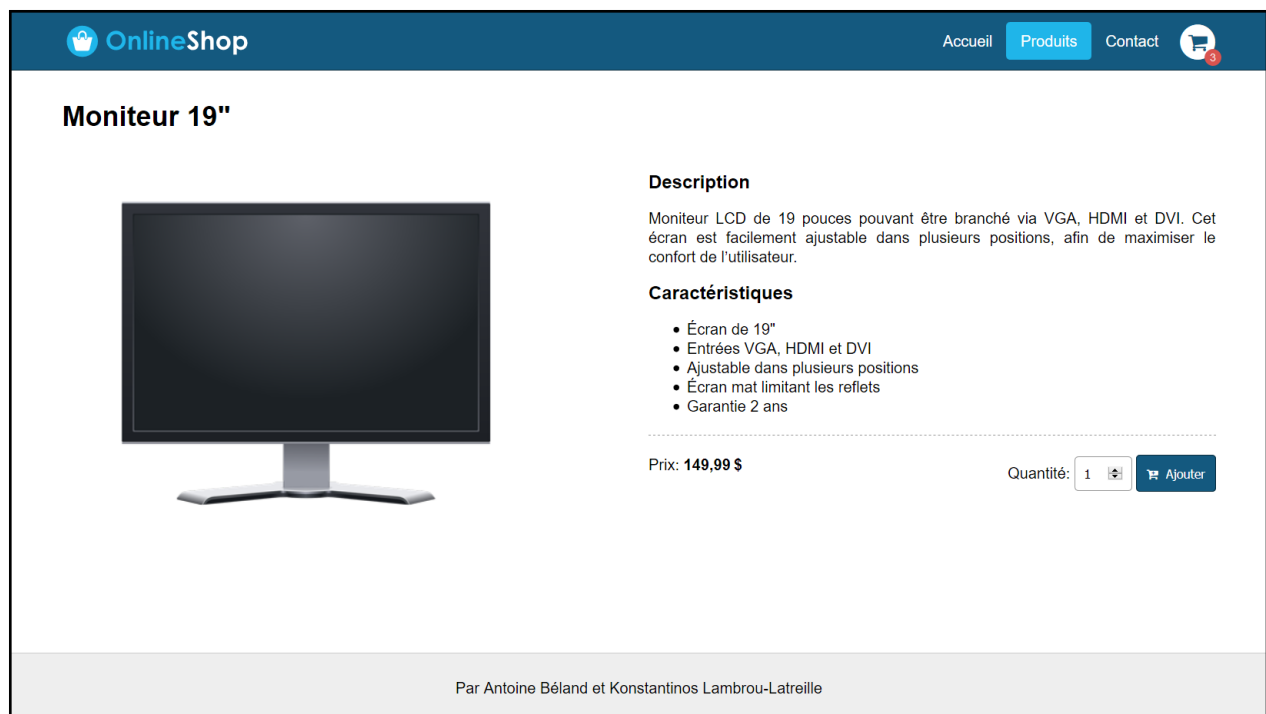 OnlineShop
Accueil Produits Contact
3
Moniteur 19"
Description
Moniteur LCD de 19 pouces pouvant être branché via VGA, HDMI et DVI. Cet
écran est facilement ajustable dans plusieurs positions, afin de maximiser le
confort de l’utilisateur.
Caractéristiques
Écran de 19"
Entrées VGA, HDMI et DVI
Ajustable dans plusieurs positions
Écran mat limitant les reflets
Garantie 2 ans
Prix: 149,99 $
Quantité: 1 Ajouter
Par Antoine Béland et Konstantinos Lambrou-Latreille